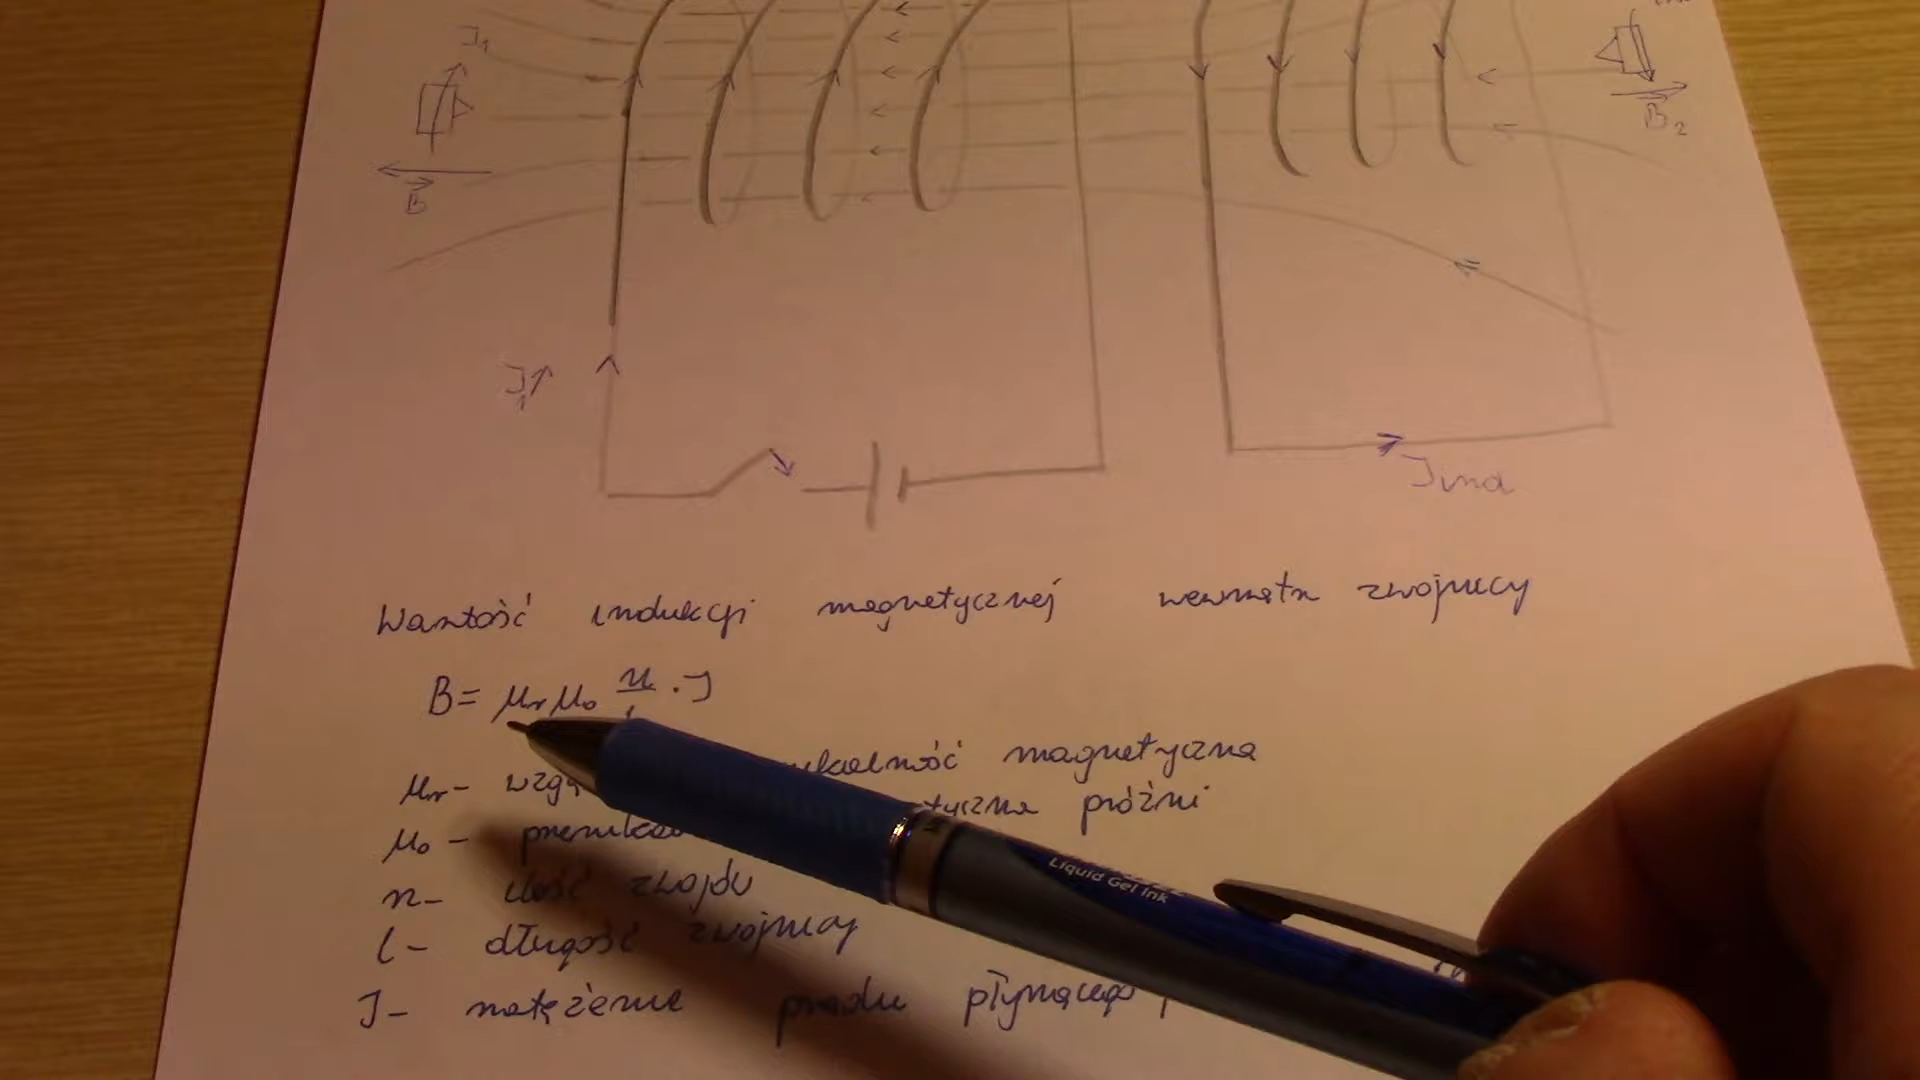 J₁
B₂
B
J₁
Jind
Wartość indukcji magnetycznej wewnątrz zwojnicy
B= μr μ₀ n/l · J
μr - wzglę magnetyczna
μ₀ - próżni
n - ilość zwojów
l - długość zwojnicy
J - natężenie prądu płynącego
Liquid Gel Ink